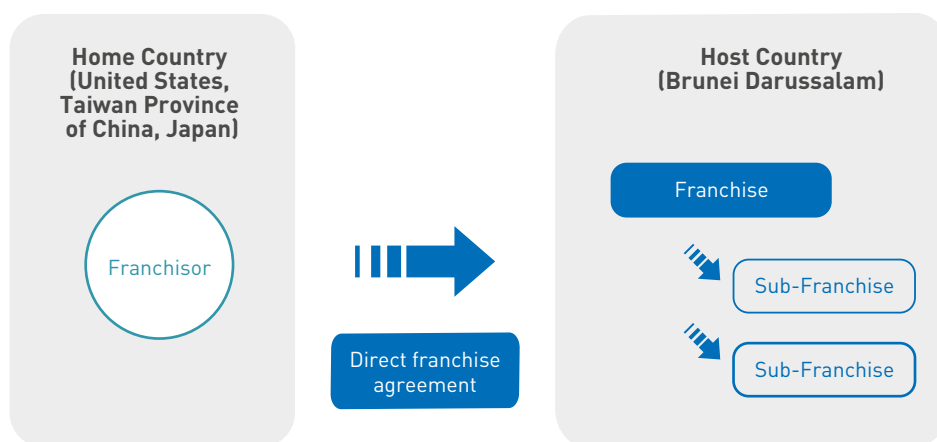 Home Country
(United States,
Taiwan Province
of China, Japan)
Franchisor
Direct franchise
agreement
Host Country
(Brunei Darussalam)
Franchise
Sub-Franchise
Sub-Franchise